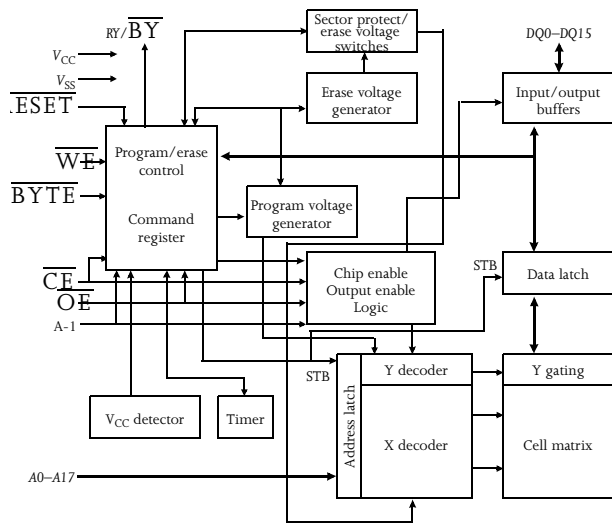 RY/BY
Sector protect/
erase voltage
switches
DQ0–DQ15
VCC
VSS
RESET
Erase voltage
generator
Input/output
buffers
WE
Program/erase
control
BYTE
Command
register
Program voltage
generator
CE
OE
A-1
Chip enable
Output enable
Logic
STB
Data latch
STB
Address latch
Y decoder
Y gating
VCC detector
Timer
X decoder
Cell matrix
A0–A17